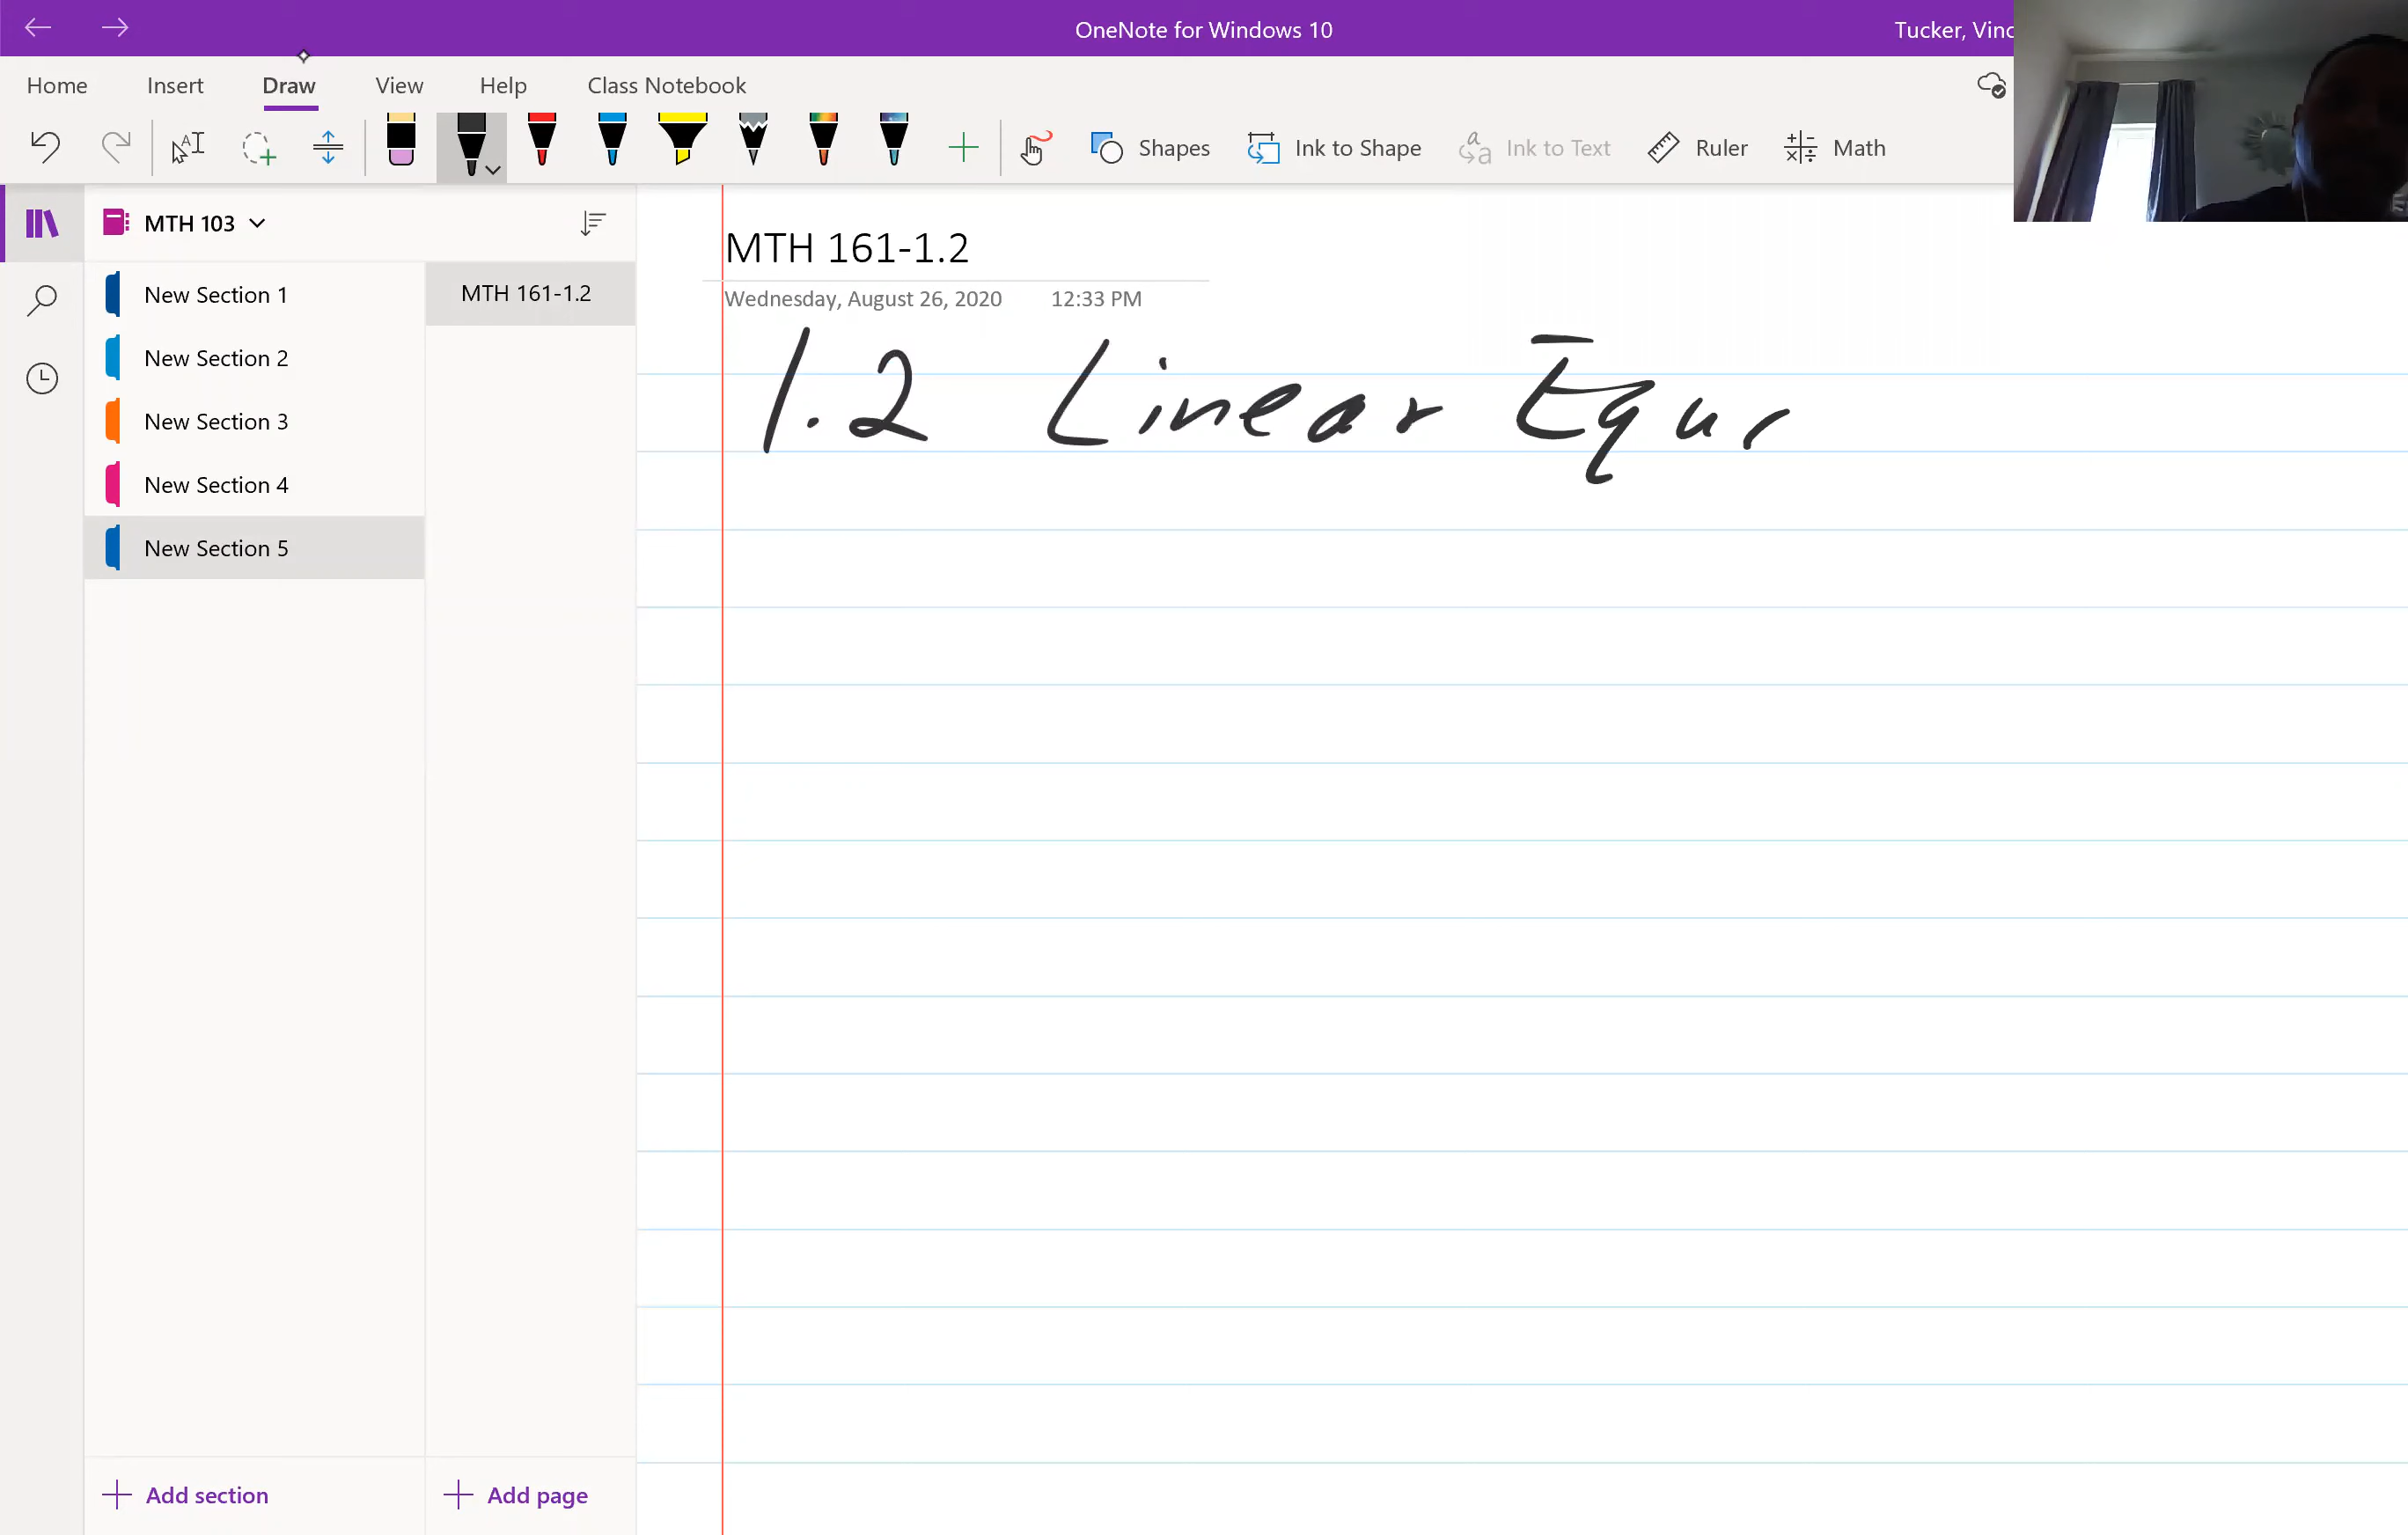 OneNote for Windows 10
Tucker, Vinc
Home Insert Draw View Help Class Notebook
Shapes Ink to Shape Ink to Text Ruler Math
MTH 103
New Section 1
New Section 2
New Section 3
New Section 4
New Section 5
Add section
MTH 161-1.2
Add page
MTH 161-1.2
Wednesday, August 26, 2020 12:33 PM
1.2 Linear Equa